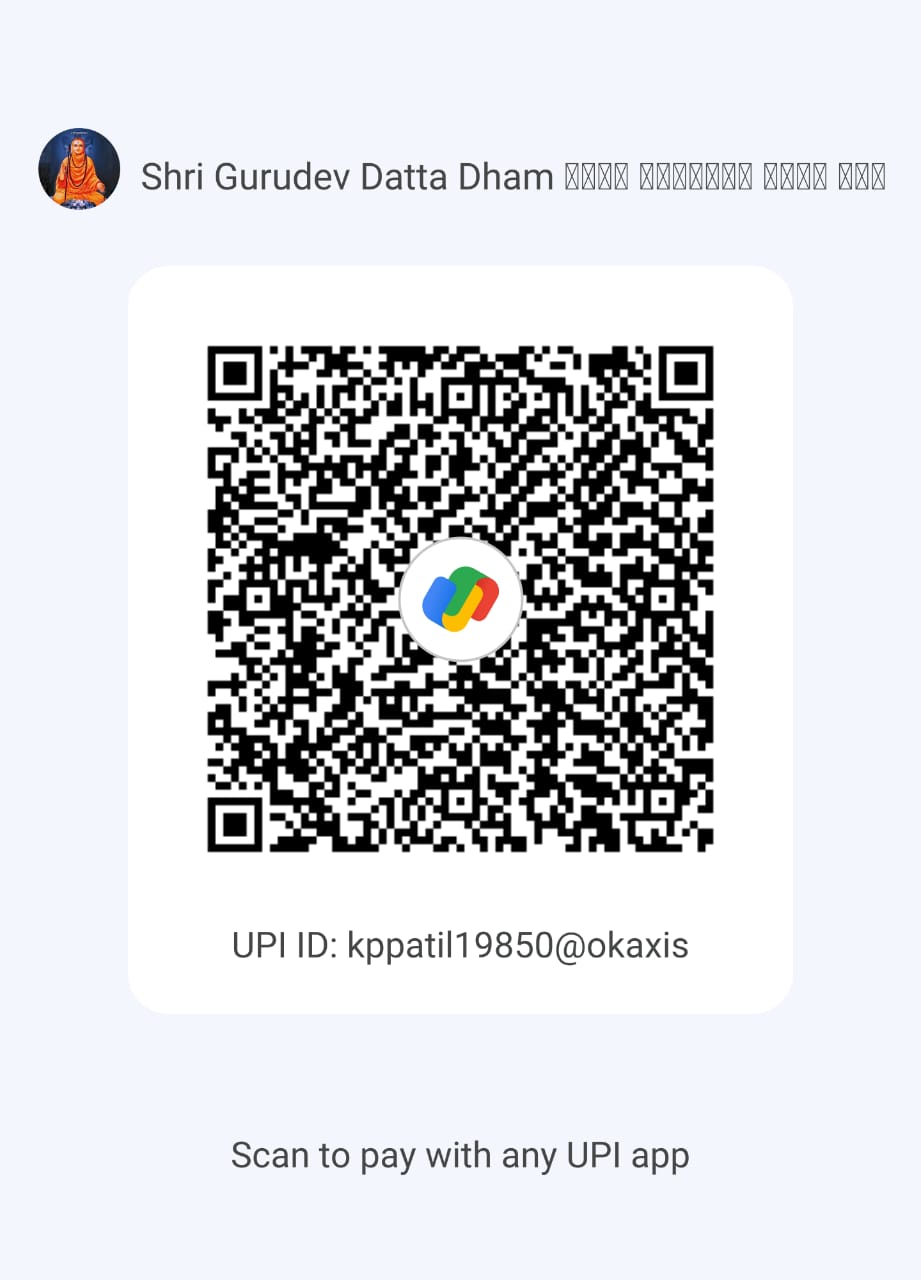 Shri Gurudev Datta Dham
UPI ID: kppatil19850@okaxis
Scan to pay with any UPI app